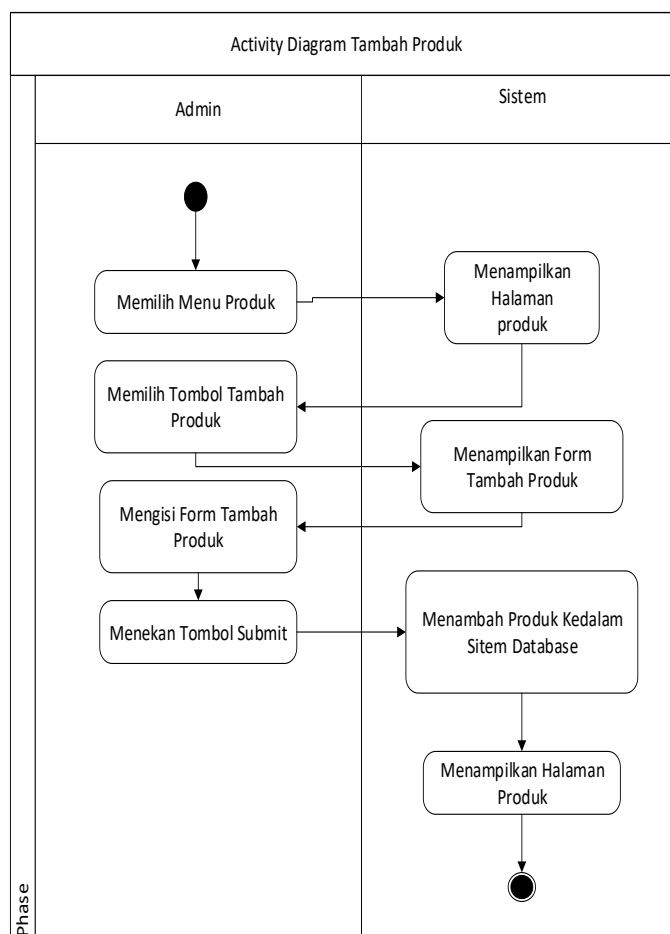 Activity Diagram Tambah Produk
Admin
Sistem
Memilih Menu Produk
Menampilkan
Halaman
produk
Memilih Tombol Tambah
Produk
Menampilkan Form
Tambah Produk
Mengisi Form Tambah
Produk
Menekan Tombol Submit
Menambah Produk Kedalam
Sitem Database
Menampilkan Halaman
Produk
Phase